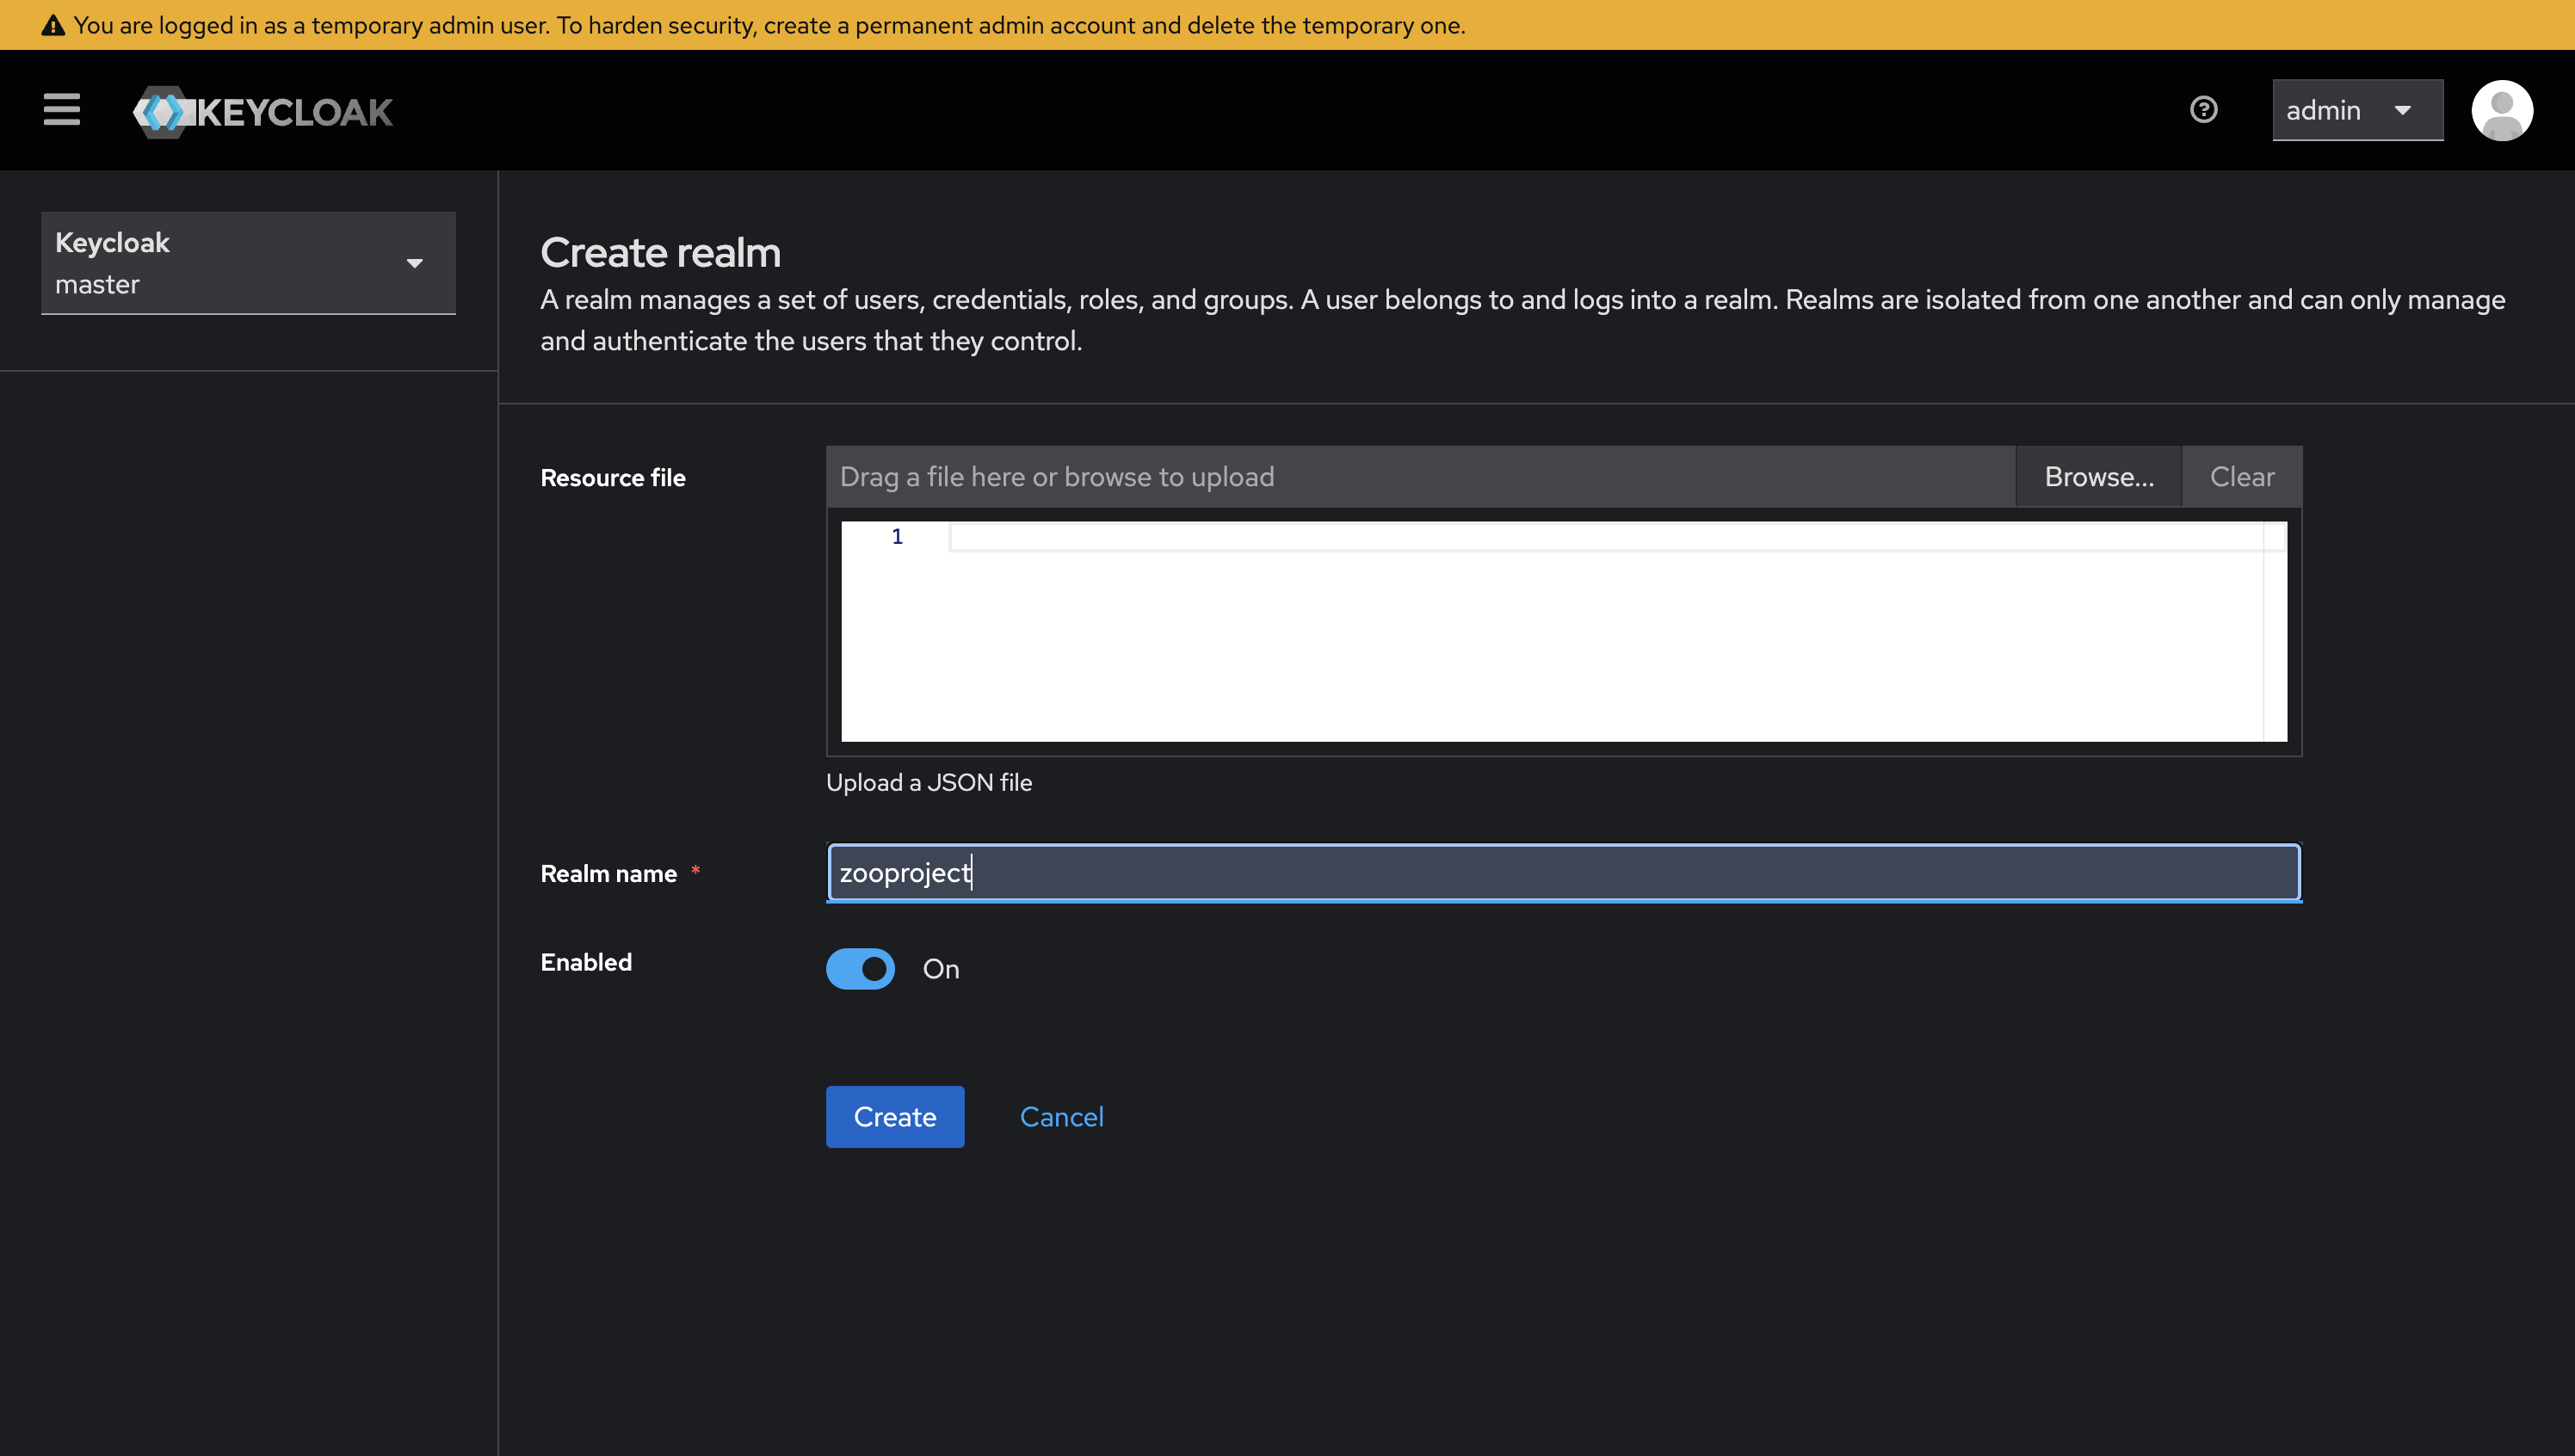 You are logged in as a temporary admin user. To harden security, create a permanent admin account and delete the temporary one.
KEYCLOAK
admin
Keycloak
master
Create realm
A realm manages a set of users, credentials, roles, and groups. A user belongs to and logs into a realm. Realms are isolated from one another and can only manage
and authenticate the users that they control.
Resource file
Drag a file here or browse to upload
Browse...
Clear
1
Upload a JSON file
Realm name *
zooproject
Enabled
On
Create
Cancel